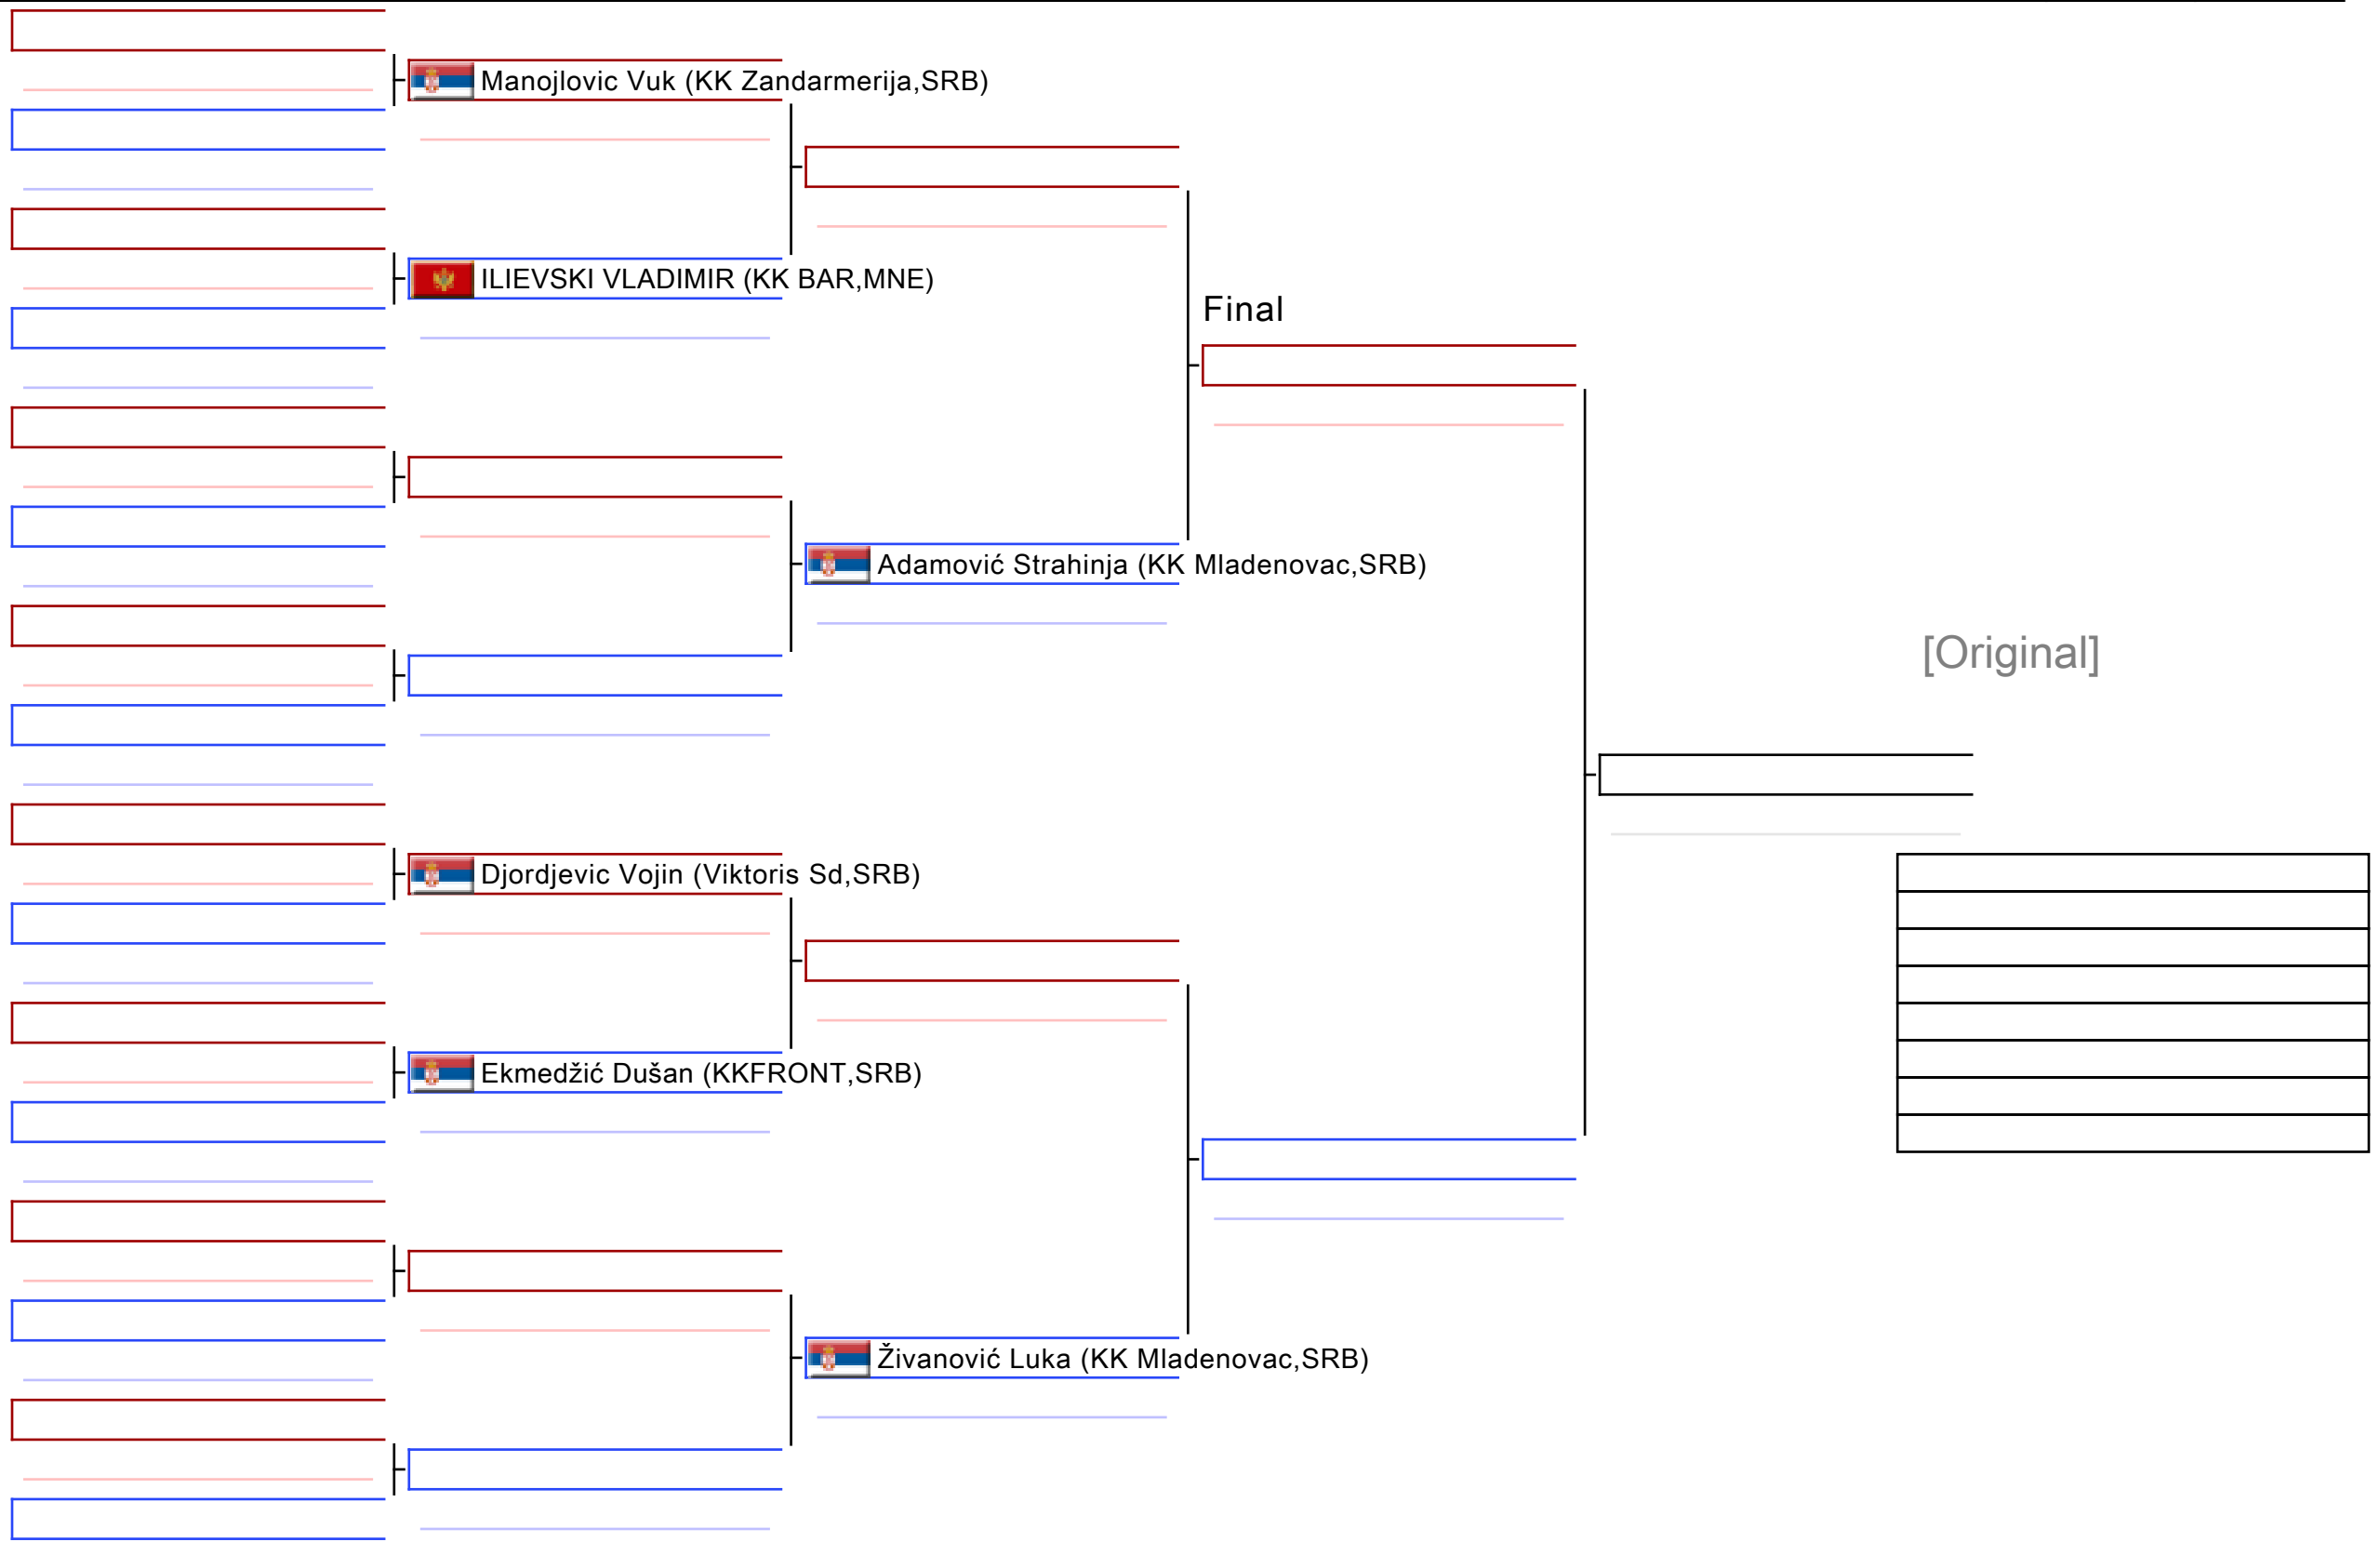 Manojlovic Vuk (KK Zandarmerija,SRB)
ILIEVSKI VLADIMIR (KK BAR,MNE)
Final
Adamović Strahinja (KK Mladenovac,SRB)
[Original]
Djordjevic Vojin (Viktoris Sd,SRB)
Ekmedžić Dušan (KKFRONT,SRB)
Živanović Luka (KK Mladenovac,SRB)